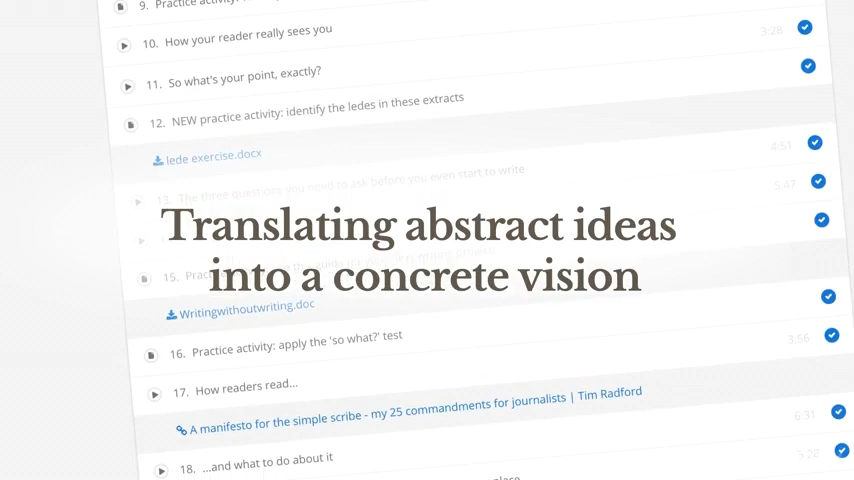 9. Practice activity:
10. How your reader really sees you
3:28
11. So what's your point, exactly?
12. NEW practice activity: identify the ledes in these extracts
lede exercise.docx
4:51
13. The three questions you need to ask before you even start to write
5:47
Translating abstract ideas
15.
into a concrete vision
Writingwithoutwriting.doc
16. Practice activity: apply the 'so what?' test
3:56
17. How readers read...
A manifesto for the simple scribe - my 25 commandments for journalists | Tim Radford
6:31
18. ...and what to do about it
5:22
place